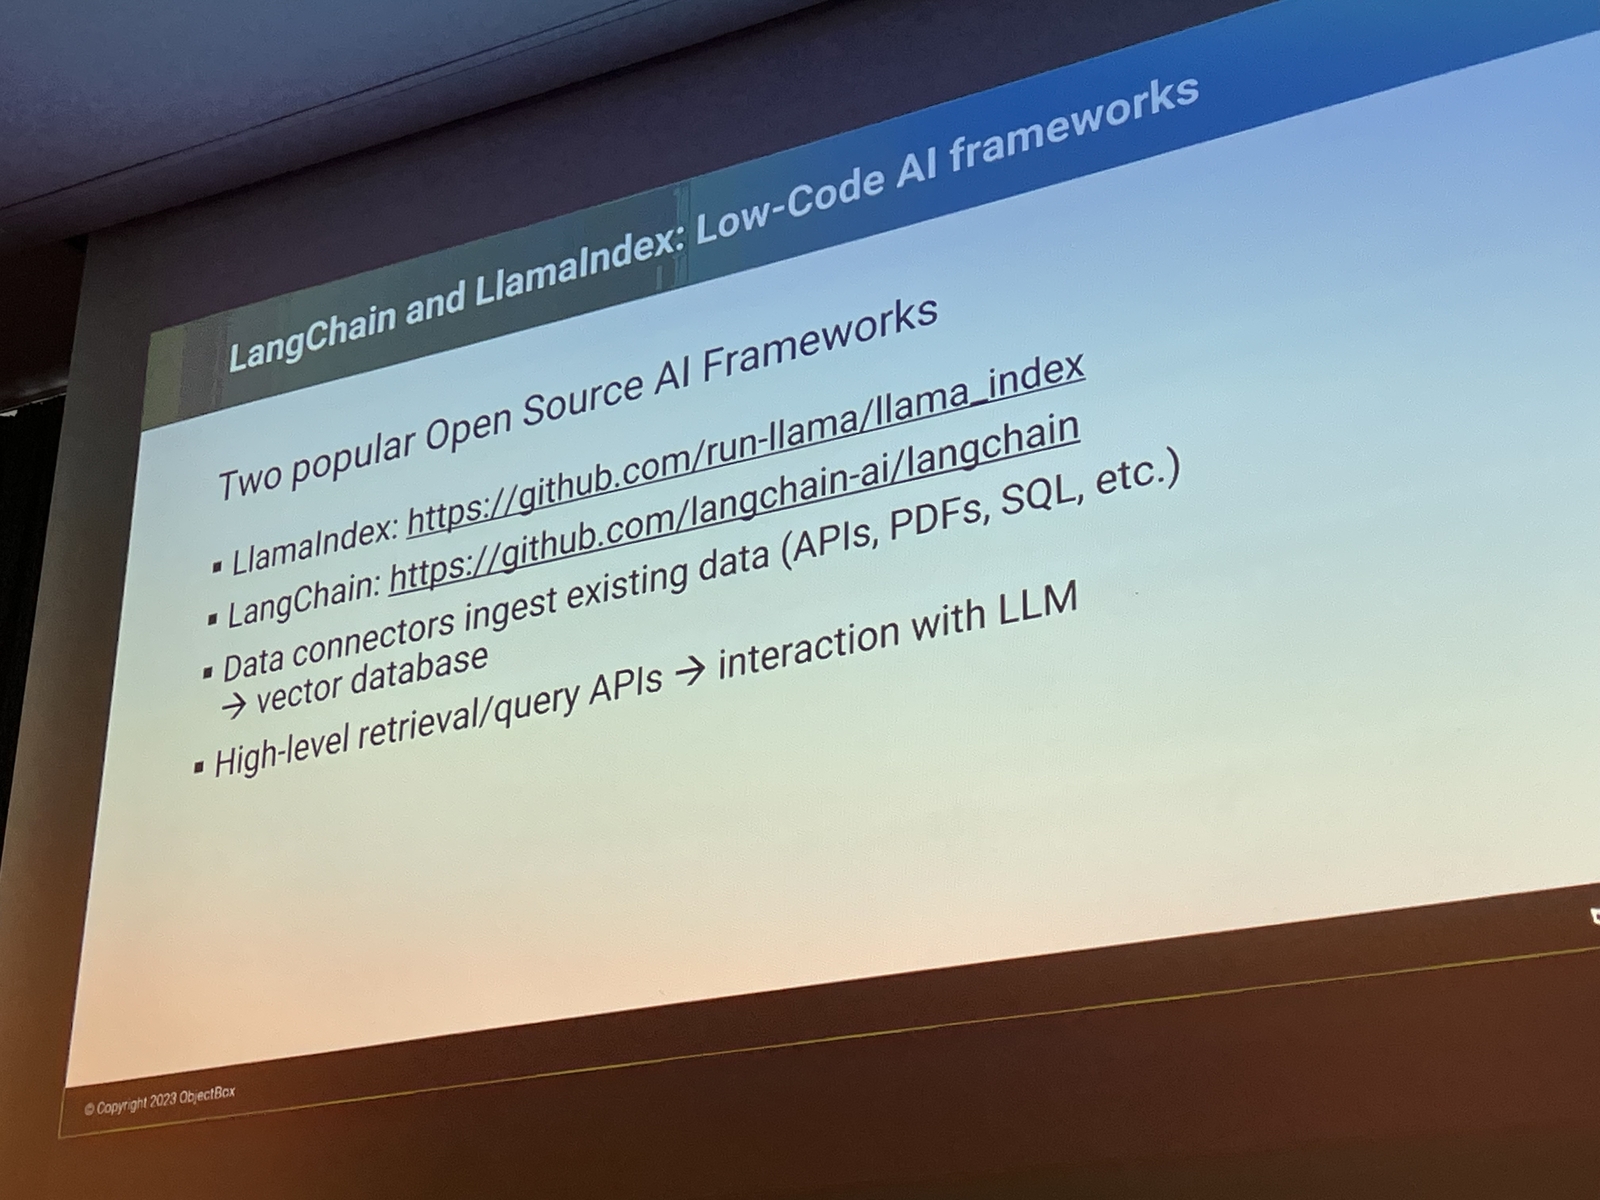 LangChain and LlamaIndex: Low-Code AI frameworks
Two popular Open Source AI Frameworks
▪ LlamaIndex: https://github.com/run-llama/llama_index
▪ LangChain: https://github.com/langchain-ai/langchain
▪ Data connectors ingest existing data (APIs, PDFs, SQL, etc.)
→ vector database
▪ High-level retrieval/query APIs → interaction with LLM
© Copyright 2023 ObjectBox